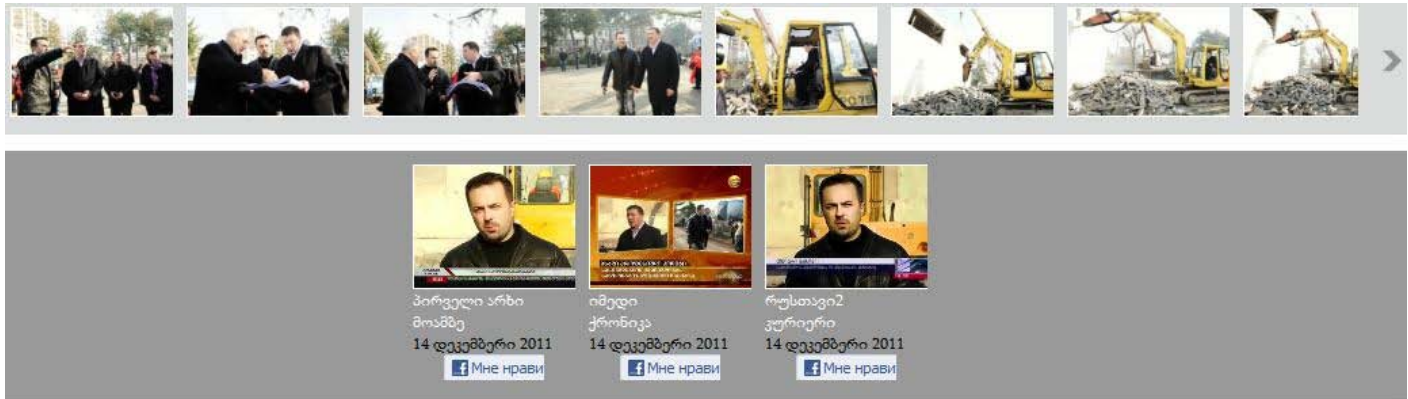 პირველი არხი
მოამბე
14 დეკემბერი 2011
Мне нрави
იმედი
ქრონიკა
14 დეკემბერი 2011
Мне нрави
რუსთავი2
კურიერი
14 დეკემბერი 2011
Мне нрави